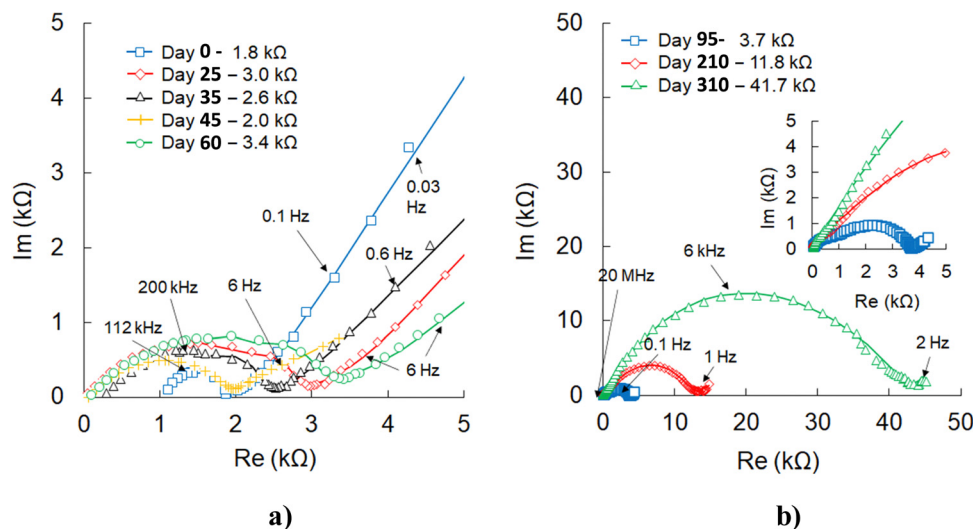 a)
5
4
3
2
1
0
Im (kΩ)
0 1 2 3 4 5
Re (kΩ)
Day 0 - 1.8 kΩ
Day 25 – 3.0 kΩ
Day 35 – 2.6 kΩ
Day 45 – 2.0 kΩ
Day 60 – 3.4 kΩ
0.03
Hz
0.1 Hz
0.6 Hz
6 Hz
200 kHz
112 kHz
6 Hz
a)
b)
50
40
30
20
10
0
Im (kΩ)
0 10 20 30 40 50
Re (kΩ)
Day 95- 3.7 kΩ
Day 210 – 11.8 kΩ
Day 310 – 41.7 kΩ
5
4
3
2
1
0
Im (kΩ)
0 1 2 3 4 5
Re (kΩ)
6 kHz
20 MHz
0.1 Hz
1 Hz
2 Hz
b)